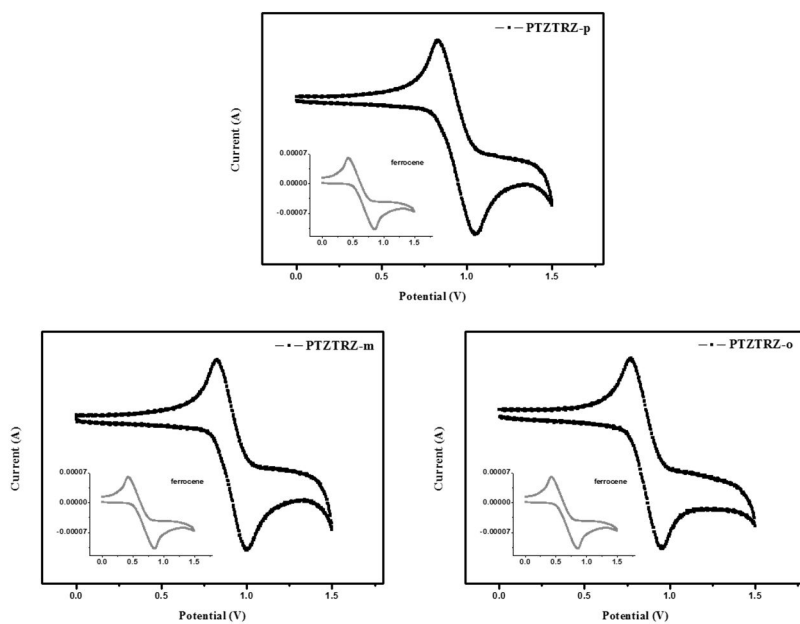 PTZTRZ-p
Current (A)
0.00007
ferrocene
0.00000
-0.00007
0.0 0.5 1.0 1.5
0.0 0.5 1.0 1.5
Potential (V)
PTZTRZ-m
Current (A)
0.00007
ferrocene
0.00000
-0.00007
0.0 0.5 1.0 1.5
0.0 0.5 1.0 1.5
Potential (V)
PTZTRZ-o
Current (A)
0.00007
ferrocene
0.00000
-0.00007
0.0 0.5 1.0 1.5
0.0 0.5 1.0 1.5
Potential (V)